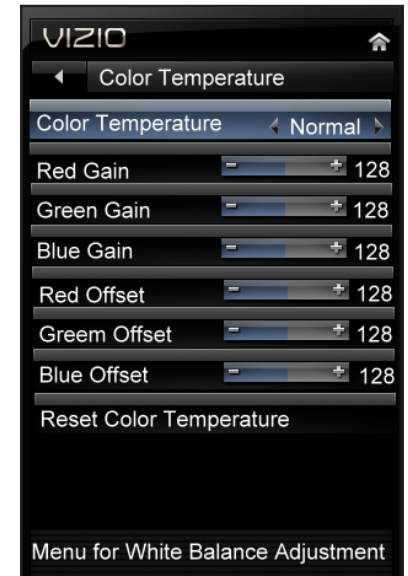 VIZIO
Color Temperature
Color Temperature Normal
Red Gain - + 128
Green Gain - + 128
Blue Gain - + 128
Red Offset - + 128
Greem Offset - + 128
Blue Offset - + 128
Reset Color Temperature
Menu for White Balance Adjustment